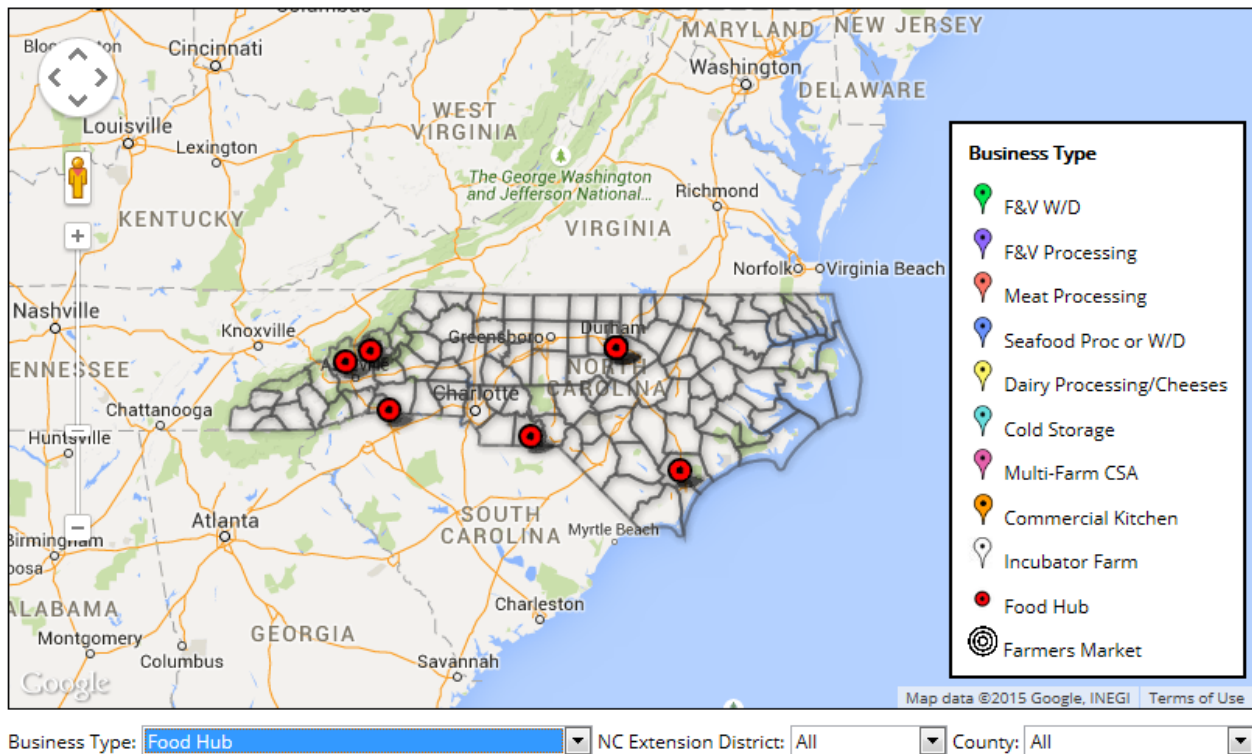 Columbus
MARYLAND
NEW JERSEY
Cincinnati
Washington
DELAWARE
WEST
VIRGINIA
Louisville
Lexington
The George Washington
and Jefferson National...
Richmond
KENTUCKY
VIRGINIA
Norfolk
Virginia Beach
Nashville
Knoxville
Greensboro
Durham
ENNESSEE
NORTH
CAROLINA
Charlotte
Chattanooga
Huntsville
Atlanta
SOUTH
CAROLINA
Myrtle Beach
Birmingham
oosa
ALABAMA
Charleston
Montgomery
GEORGIA
Columbus
Savannah
Google
Map data ©2015 Google, INEGI
Terms of Use
Business Type
F&V W/D
F&V Processing
Meat Processing
Seafood Proc or W/D
Dairy Processing/Cheeses
Cold Storage
Multi-Farm CSA
Commercial Kitchen
Incubator Farm
Food Hub
Farmers Market
Business Type: Food Hub NC Extension District: All County: All